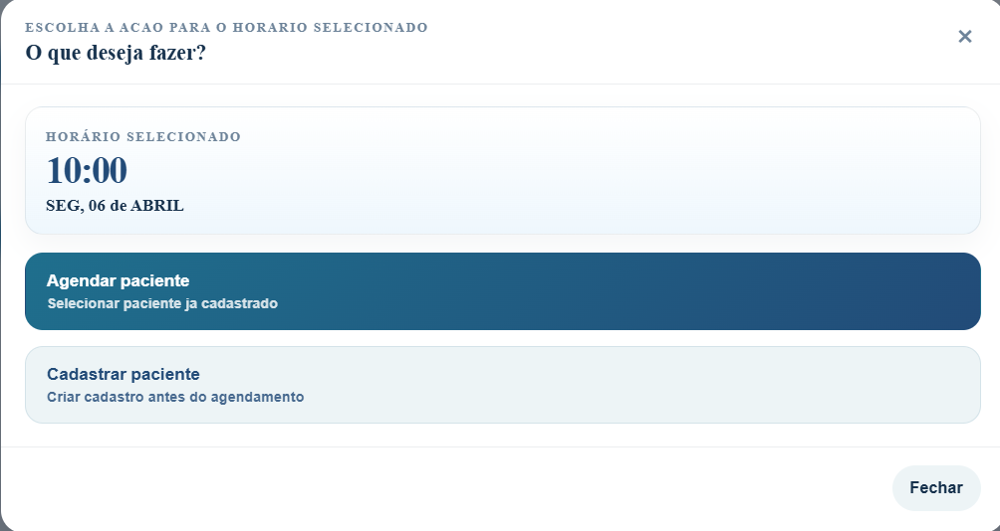 ESCOLHA A ACAO PARA O HORARIO SELECIONADO
O que deseja fazer?
×
HORÁRIO SELECIONADO
10:00
SEG, 06 de ABRIL
Agendar paciente
Selecionar paciente ja cadastrado
Cadastrar paciente
Criar cadastro antes do agendamento
Fechar